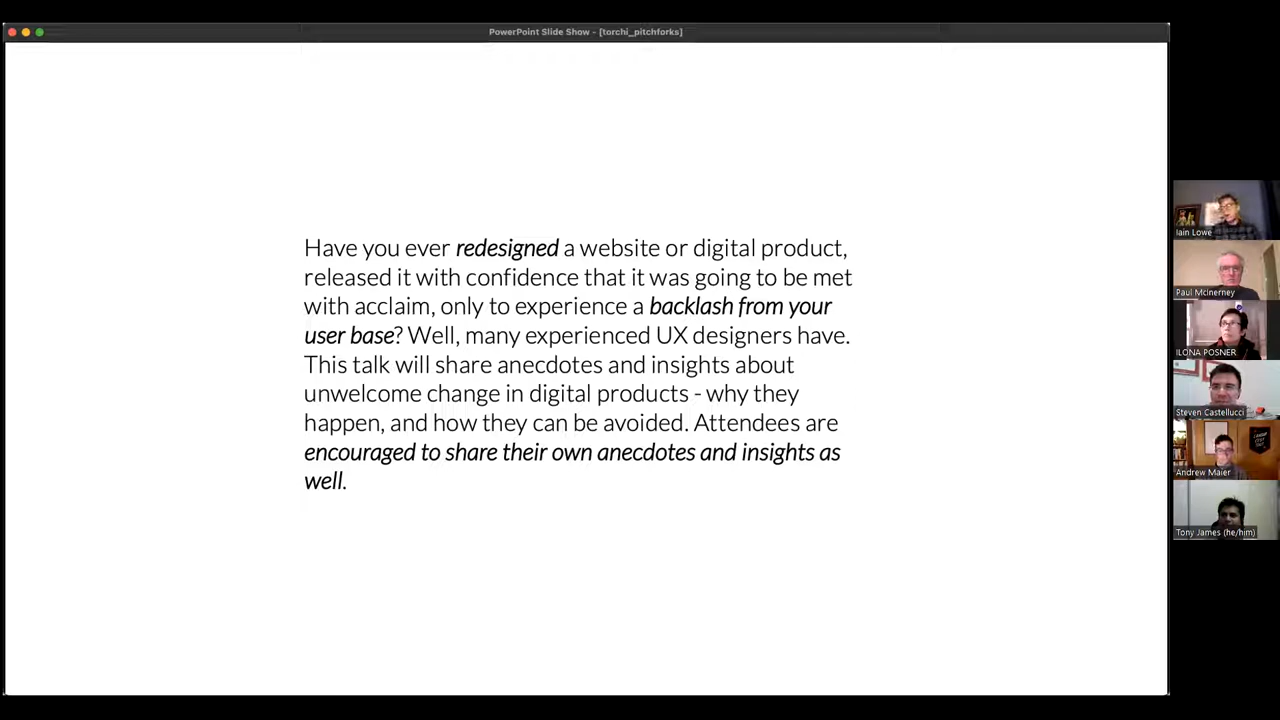 PowerPoint Slide Show - [torchi_pitchforks]
Have you ever redesigned a website or digital product,
released it with confidence that it was going to be met
with acclaim, only to experience a backlash from your
user base? Well, many experienced UX designers have.
This talk will share anecdotes and insights about
unwelcome change in digital products - why they
happen, and how they can be avoided. Attendees are
encouraged to share their own anecdotes and insights as
well.
Iain Lowe
Paul McInerney
ILONA POSNER
Steven Castellucci
Andrew Maier
Tony James (he/him)